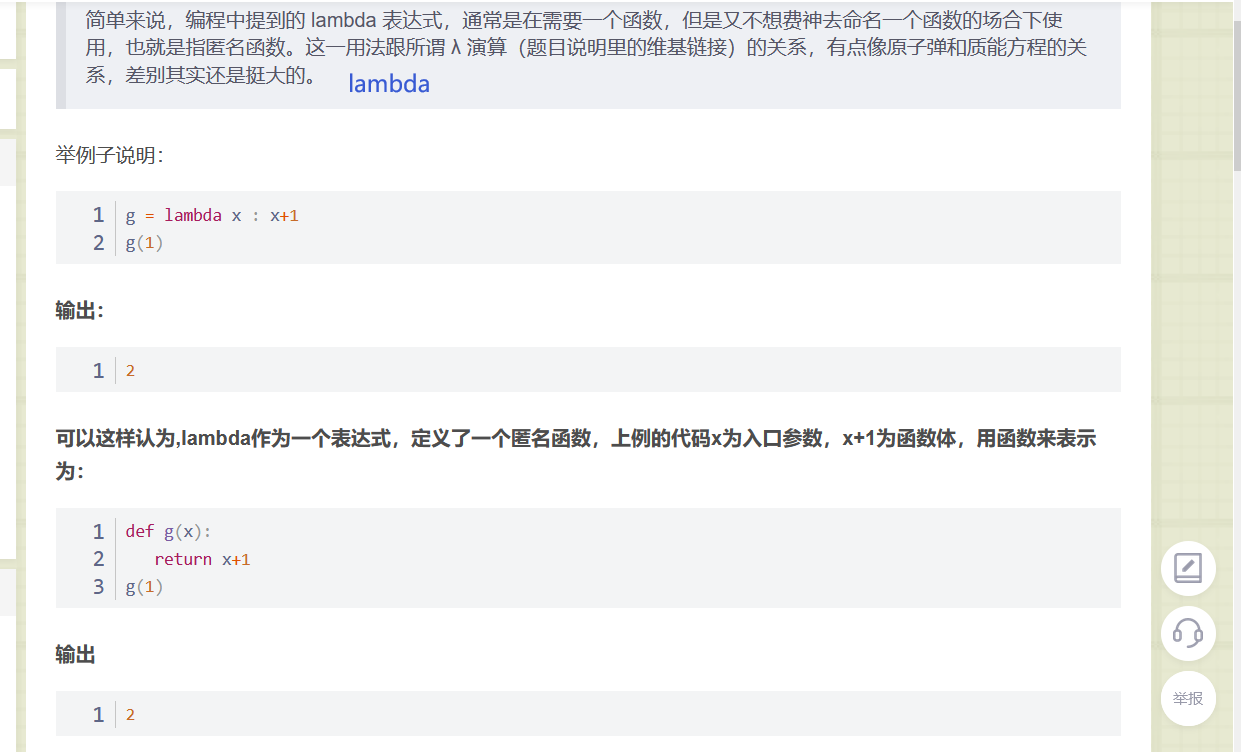 简单来说，编程中提到的 lambda 表达式，通常是在需要一个函数，但是又不想费神去命名一个函数的场合下使
用，也就是指匿名函数。这一用法跟所谓 λ 演算（题目说明里的维基链接）的关系，有点像原子弹和质能方程的关
系，差别其实还是挺大的。
lambda
举例子说明：
1 g = lambda x : x+1
2 g(1)
输出：
1 2
可以这样认为,lambda作为一个表达式，定义了一个匿名函数，上例的代码x为入口参数，x+1为函数体，用函数来表示
为：
1 def g(x):
2    return x+1
3 g(1)
输出
1 2
举报